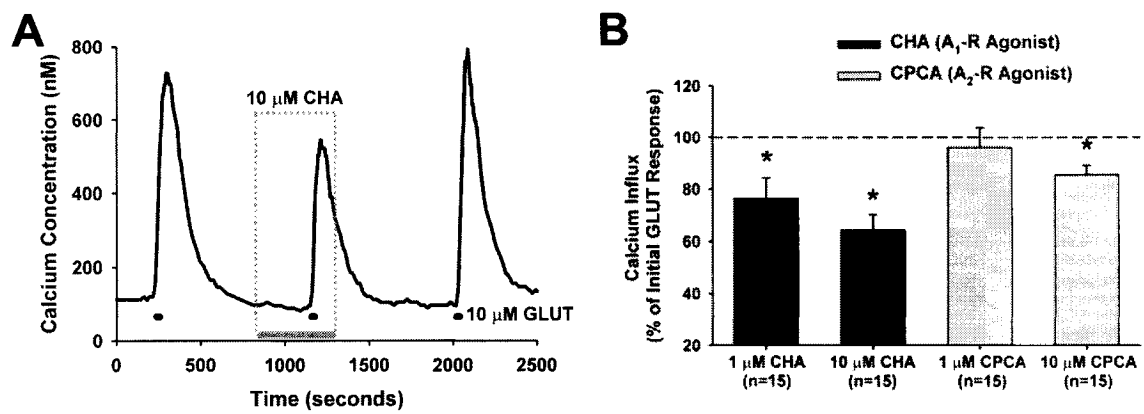 A
Calcium Concentration (nM)
800
600
400
200
0
10 μM CHA
10 μM GLUT
0 500 1000 1500 2000 2500
Time (seconds)
B
CHA (A1-R Agonist)
CPCA (A2-R Agonist)
Calcium Influx
(% of Initial GLUT Response)
120
100
80
60
40
20
*
*
*
1 μM CHA
(n=15)
10 μM CHA
(n=15)
1 μM CPCA
(n=15)
10 μM CPCA
(n=15)